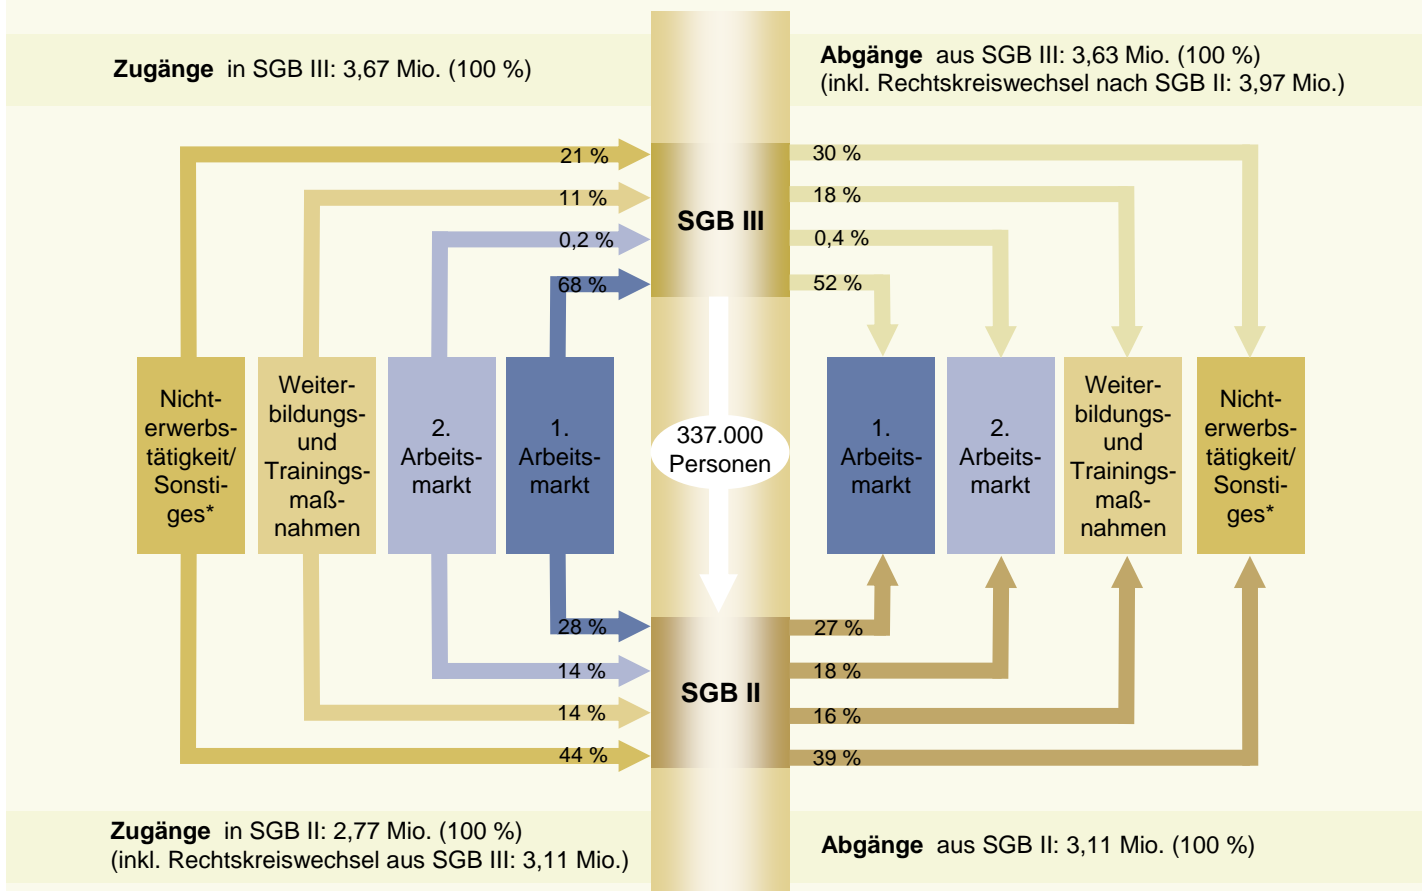 Zugänge in SGB III: 3,67 Mio. (100 %)
Abgänge aus SGB III: 3,63 Mio. (100 %)
(inkl. Rechtskreiswechsel nach SGB II: 3,97 Mio.)
21 %
11 %
0,2 %
68 %
SGB III
30 %
18 %
0,4 %
52 %
Nicht-
erwerbs-
tätigkeit/
Sonsti-
ges*
Weiter-
bildungs-
und
Trainings-
maß-
nahmen
2.
Arbeits-
markt
1.
Arbeits-
markt
337.000
Personen
1.
Arbeits-
markt
2.
Arbeits-
markt
Weiter-
bildungs-
und
Trainings-
maß-
nahmen
Nicht-
erwerbs-
tätigkeit/
Sonsti-
ges*
28 %
14 %
14 %
44 %
SGB II
27 %
18 %
16 %
39 %
Zugänge in SGB II: 2,77 Mio. (100 %)
(inkl. Rechtskreiswechsel aus SGB III: 3,11 Mio.)
Abgänge aus SGB II: 3,11 Mio. (100 %)